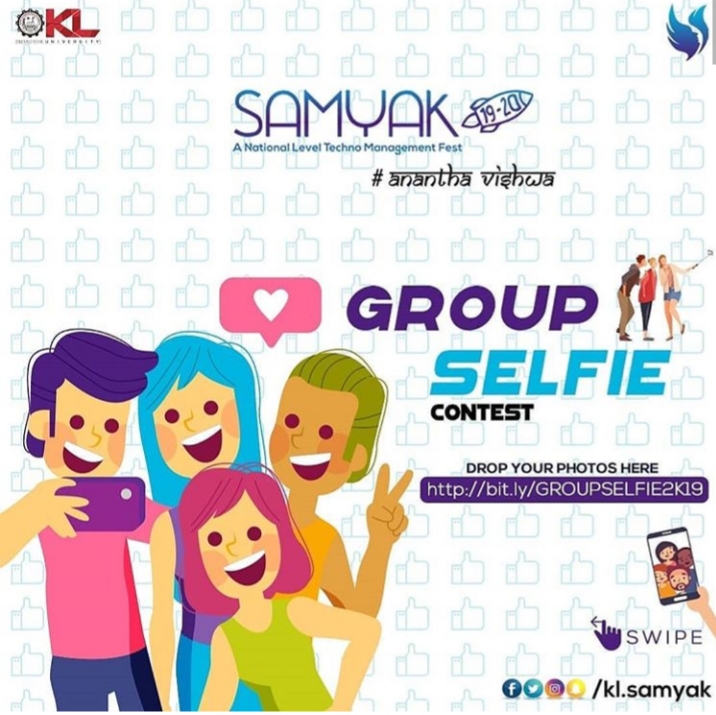 KL
UNIVERSITY
SAMYAK 19-20
A National Level Techno Management Fest
# anantha vishwa
GROUP
SELFIE
CONTEST
DROP YOUR PHOTOS HERE
http://bit.ly/GROUPSELFIE2K19
SWIPE
/kl.samyak